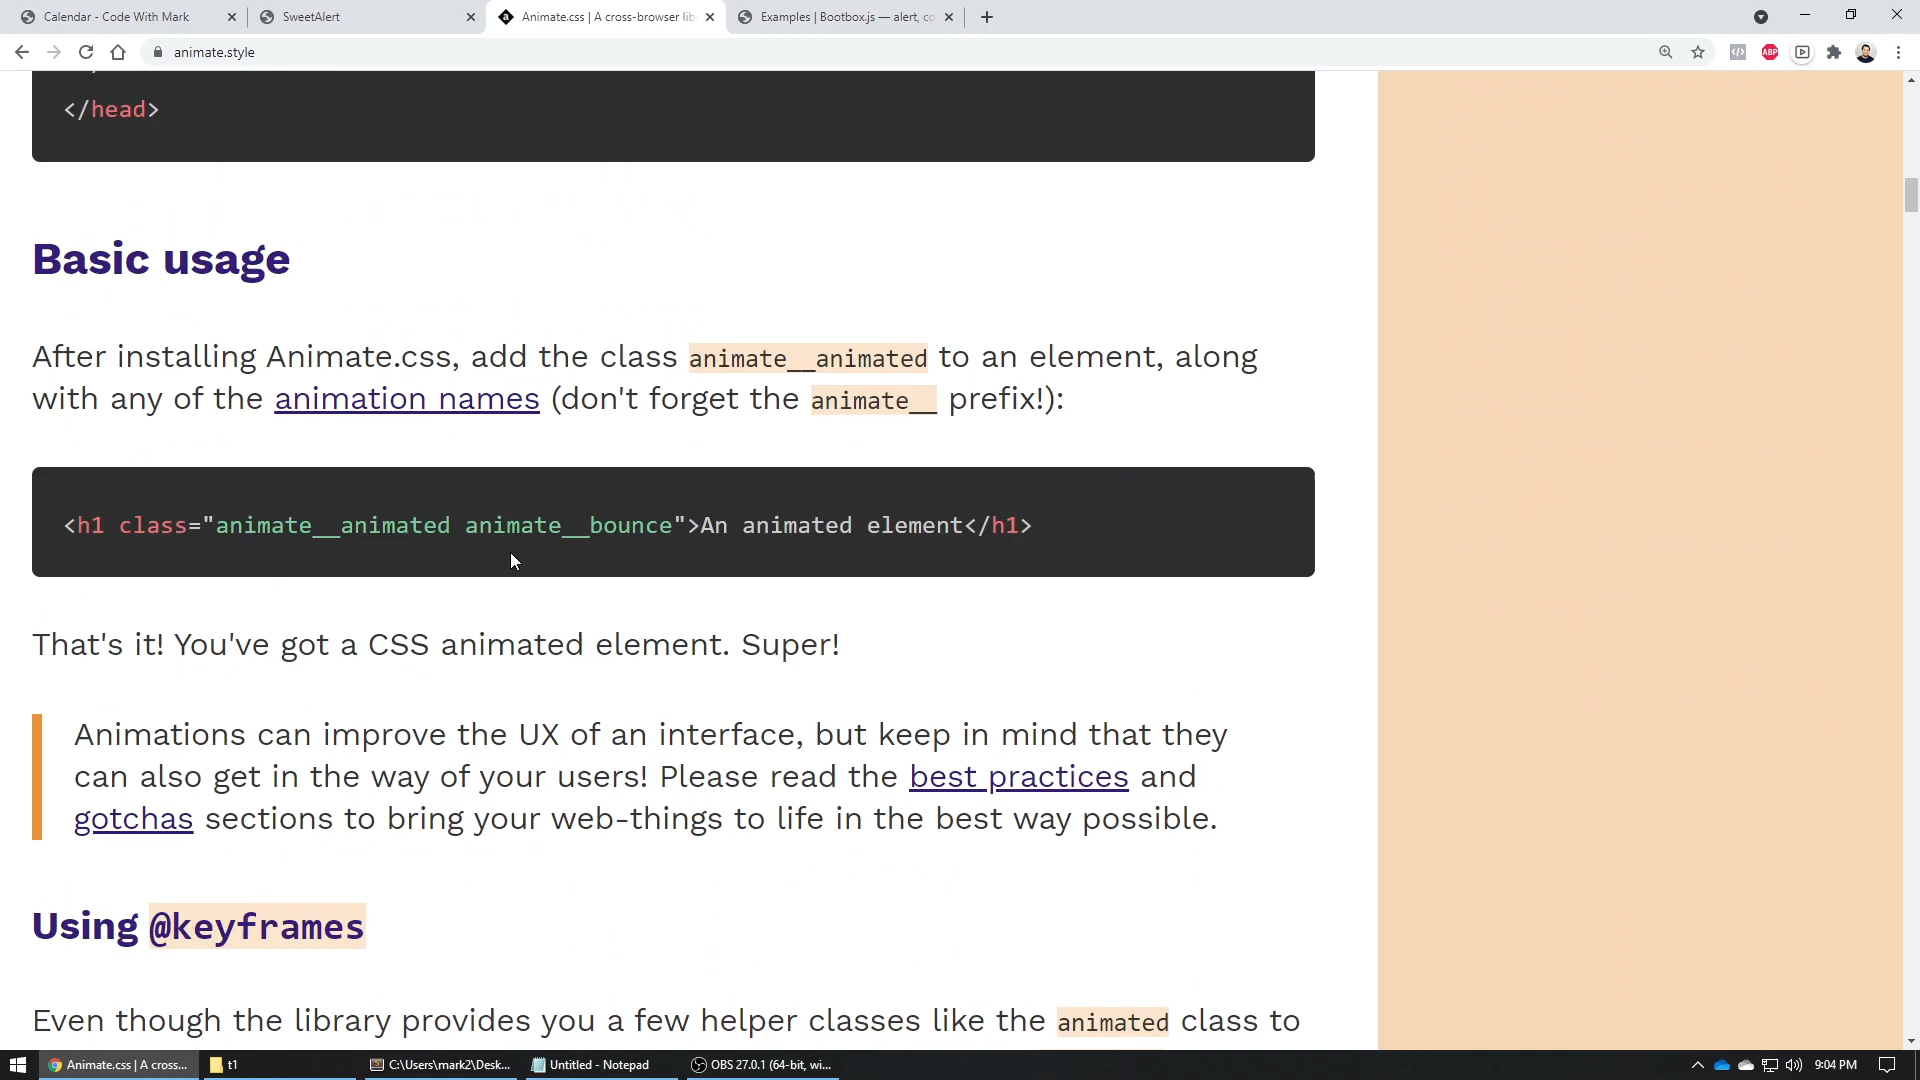 Calendar - Code With Mark
SweetAlert
Animate.css | A cross-browser lib
Examples | Bootbox.js — alert, co
animate.style
ABP
</head>
Basic usage
After installing Animate.css, add the class animate__animated to an element, along
with any of the animation names (don't forget the animate__ prefix!):
<h1 class="animate__animated animate__bounce">An animated element</h1>
That's it! You've got a CSS animated element. Super!
Animations can improve the UX of an interface, but keep in mind that they
can also get in the way of your users! Please read the best practices and
gotchas sections to bring your web-things to life in the best way possible.
Using @keyframes
Even though the library provides you a few helper classes like the animated class to
Animate.css | A cross...
t1
C:\Users\mark2\Desk...
Untitled - Notepad
OBS 27.0.1 (64-bit, wi...
9:04 PM